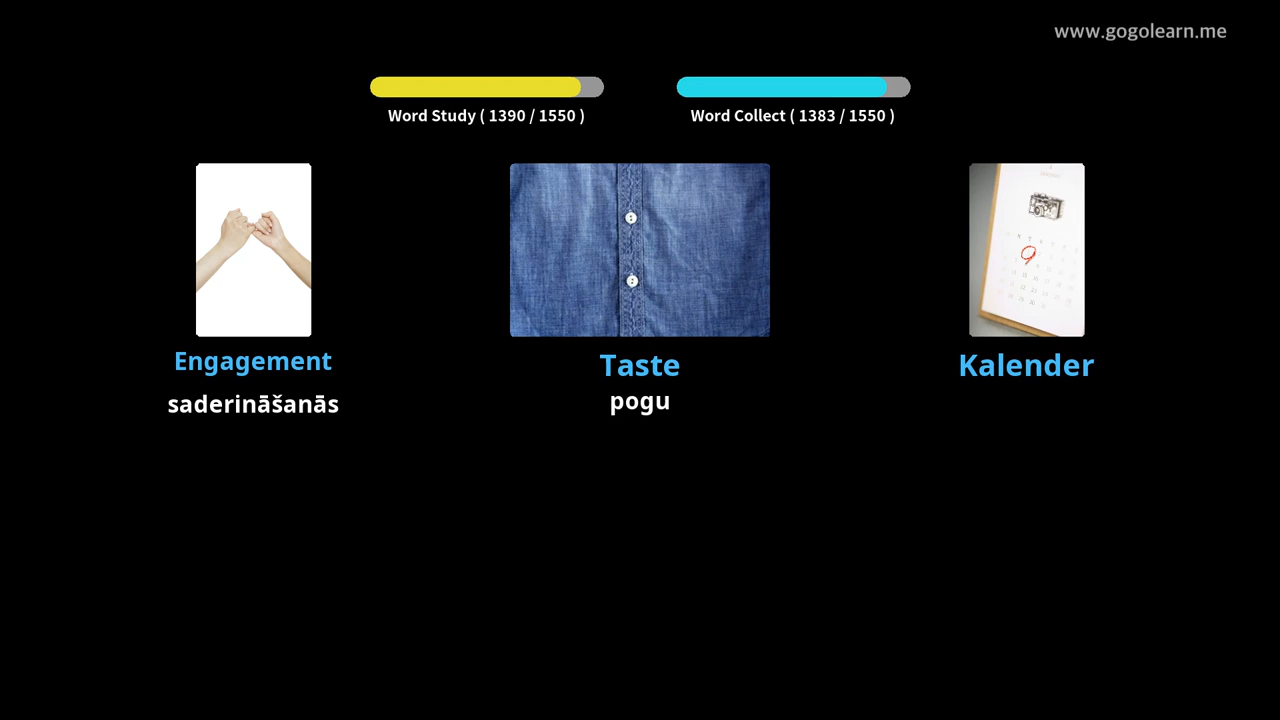 www.gogolearn.me
Word Study ( 1390 / 1550 )
Word Collect ( 1383 / 1550 )
Engagement
saderināšanās
Taste
pogu
Kalender